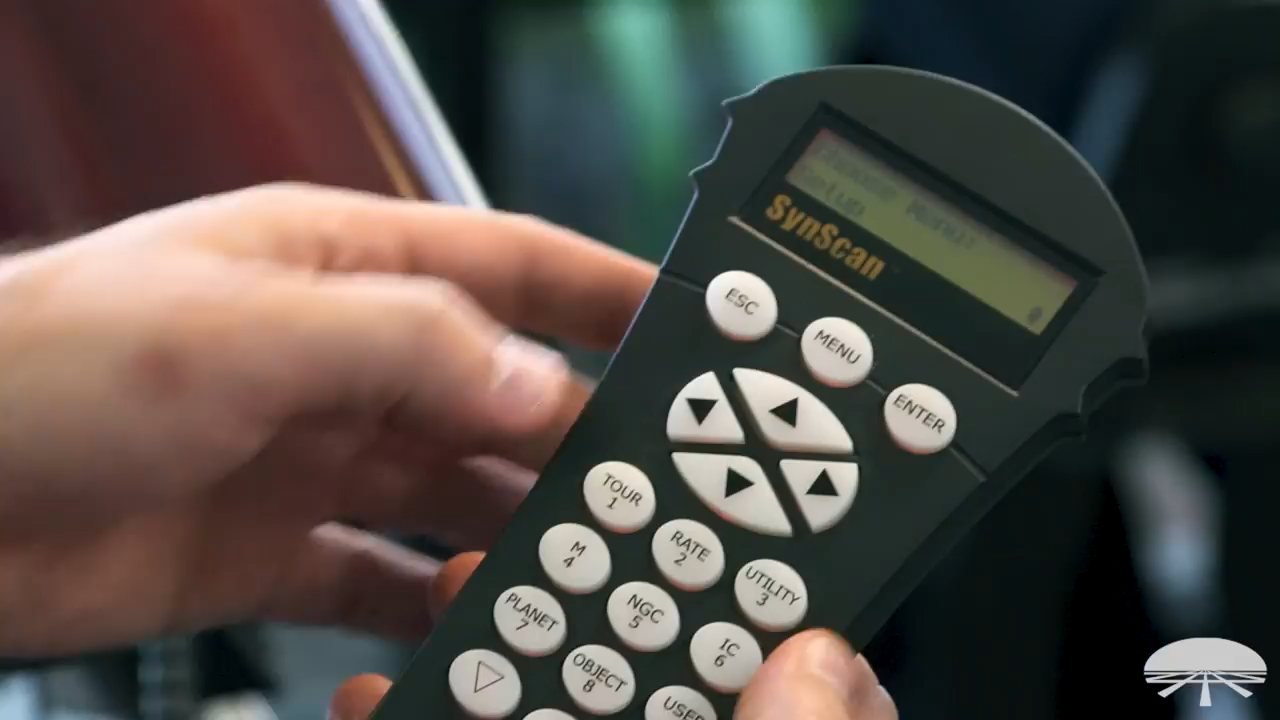 SynScan
ESC
MENU
ENTER
TOUR
1
RATE
2
UTILITY
3
M
4
NGC
5
IC
6
PLANET
7
OBJECT
8
USER